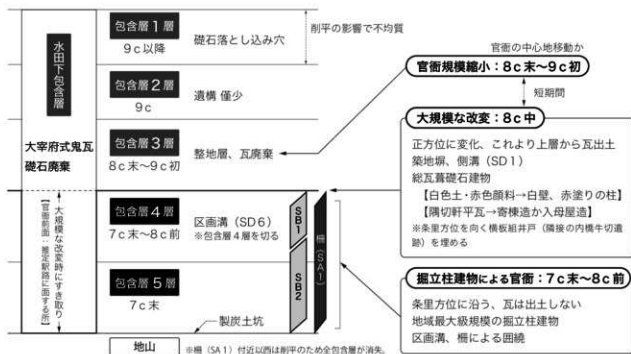 水田下包含層
大宰府式鬼瓦
礎石廃棄
大規模な改変時にすき取り
【官衙前面:推定駅路に面する所】
包含層1層
9c以降
礎石落とし込み穴
削平の影響で不均質
包含層2層
9c
遺構 僅少
包含層3層
8c末〜9c初
整地層、瓦廃棄
包含層4層
7c末〜8c前
区画溝(SD6)
※包含層4層を切る
包含層5層
7c末
製炭土坑
地山
※柵(SA1)付近以西は削平のため全包含層が消失。
SB1
SB2
柵(SA1)
官衙の中心地移動か
官衙規模縮小:8c末〜9c初
短期間
大規模な改変:8c中
正方位に変化、これより上層から瓦出土
築地塀、側溝(SD1)
総瓦葺礎石建物
【白色土・赤色顔料→白壁、赤塗りの柱】
【隅切軒平瓦→寄棟造か入母屋造】
※条里方位を向く横板組井戸(隣接の内橋牛切遺
跡)を埋める
掘立柱建物による官衙:7c末〜8c前
条里方位に沿う、瓦は出土しない
地域最大級規模の掘立柱建物
区画溝、柵による囲繞